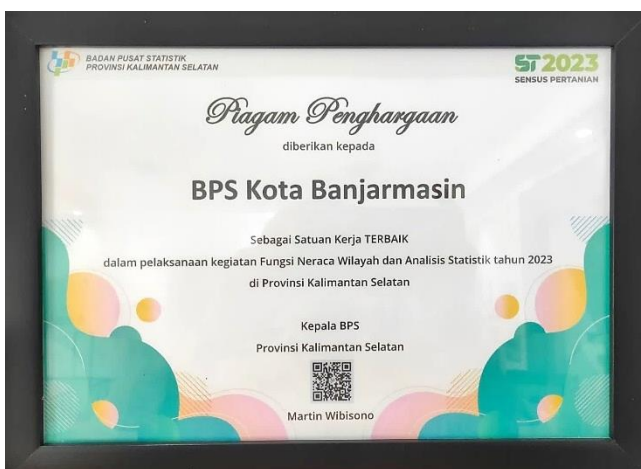 BADAN PUSAT STATISTIK
PROVINSI KALIMANTAN SELATAN
ST2023
SENSUS PERTANIAN
Piagam Penghargaan
diberikan kepada
BPS Kota Banjarmasin
Sebagai Satuan Kerja TERBAIK
dalam pelaksanaan kegiatan Fungsi Neraca Wilayah dan Analisis Statistik tahun 2023
di Provinsi Kalimantan Selatan
Kepala BPS
Provinsi Kalimantan Selatan
Martin Wibisono